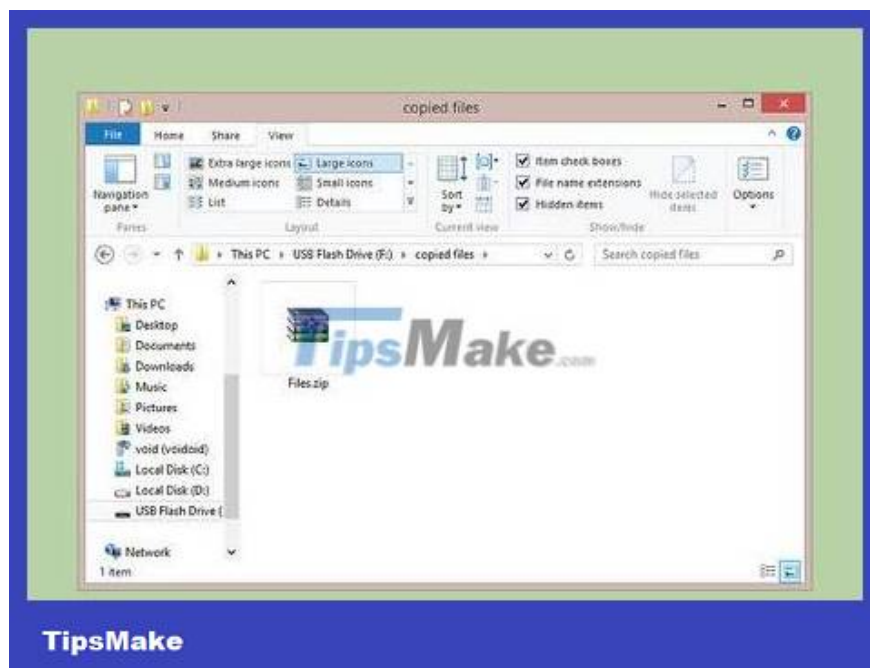 copied files
File Home Share View
Navigation pane
Extra large icons Large icons
Medium icons Small icons
List Details
Sort by
Item check boxes
File name extensions
Hidden items
Hide selected items
Options
Panes Layout Current view Show/hide
This PC USB Flash Drive (F:) copied files
Search copied files
This PC
Desktop
Documents
Downloads
Music
Pictures
Videos
void (voidoid)
Local Disk (C:)
Local Disk (D:)
USB Flash Drive (
Network
Files.zip
TipsMake.com
1 item
TipsMake